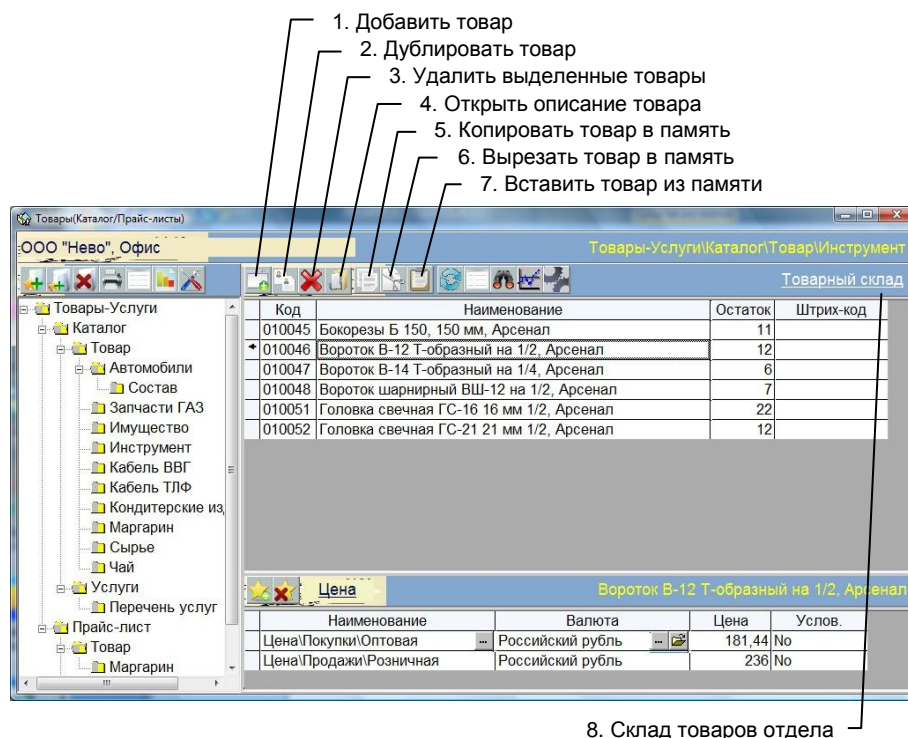 1. Добавить товар
2. Дублировать товар
3. Удалить выделенные товары
4. Открыть описание товара
5. Копировать товар в память
6. Вырезать товар в память
7. Вставить товар из памяти
Товары(Каталог/Прайс-листы)
ООО "Нево", Офис
Товары-Услуги\Каталог\Товар\Инструмент
Товарный склад
Товары-Услуги
Каталог
Товар
Автомобили
Состав
Запчасти ГАЗ
Имущество
Инструмент
Кабель ВВГ
Кабель ТЛФ
Кондитерские из
Маргарин
Сырье
Чай
Услуги
Перечень услуг
Прайс-лист
Товар
Маргарин
Код Наименование Остаток Штрих-код
010045 Бокорезы Б 150, 150 мм, Арсенал 11
010046 Вороток В-12 Т-образный на 1/2, Арсенал 12
010047 Вороток В-14 Т-образный на 1/4, Арсенал 6
010048 Вороток шарнирный ВШ-12 на 1/2, Арсенал 7
010051 Головка свечная ГС-16 16 мм 1/2, Арсенал 22
010052 Головка свечная ГС-21 21 мм 1/2, Арсенал 12
Цена
Вороток В-12 Т-образный на 1/2, Арсенал
Наименование Валюта Цена Услов.
Цена\Покупки\Оптовая ... Российский рубль ... 181,44 No
Цена\Продажи\Розничная Российский рубль 236 No
8. Склад товаров отдела